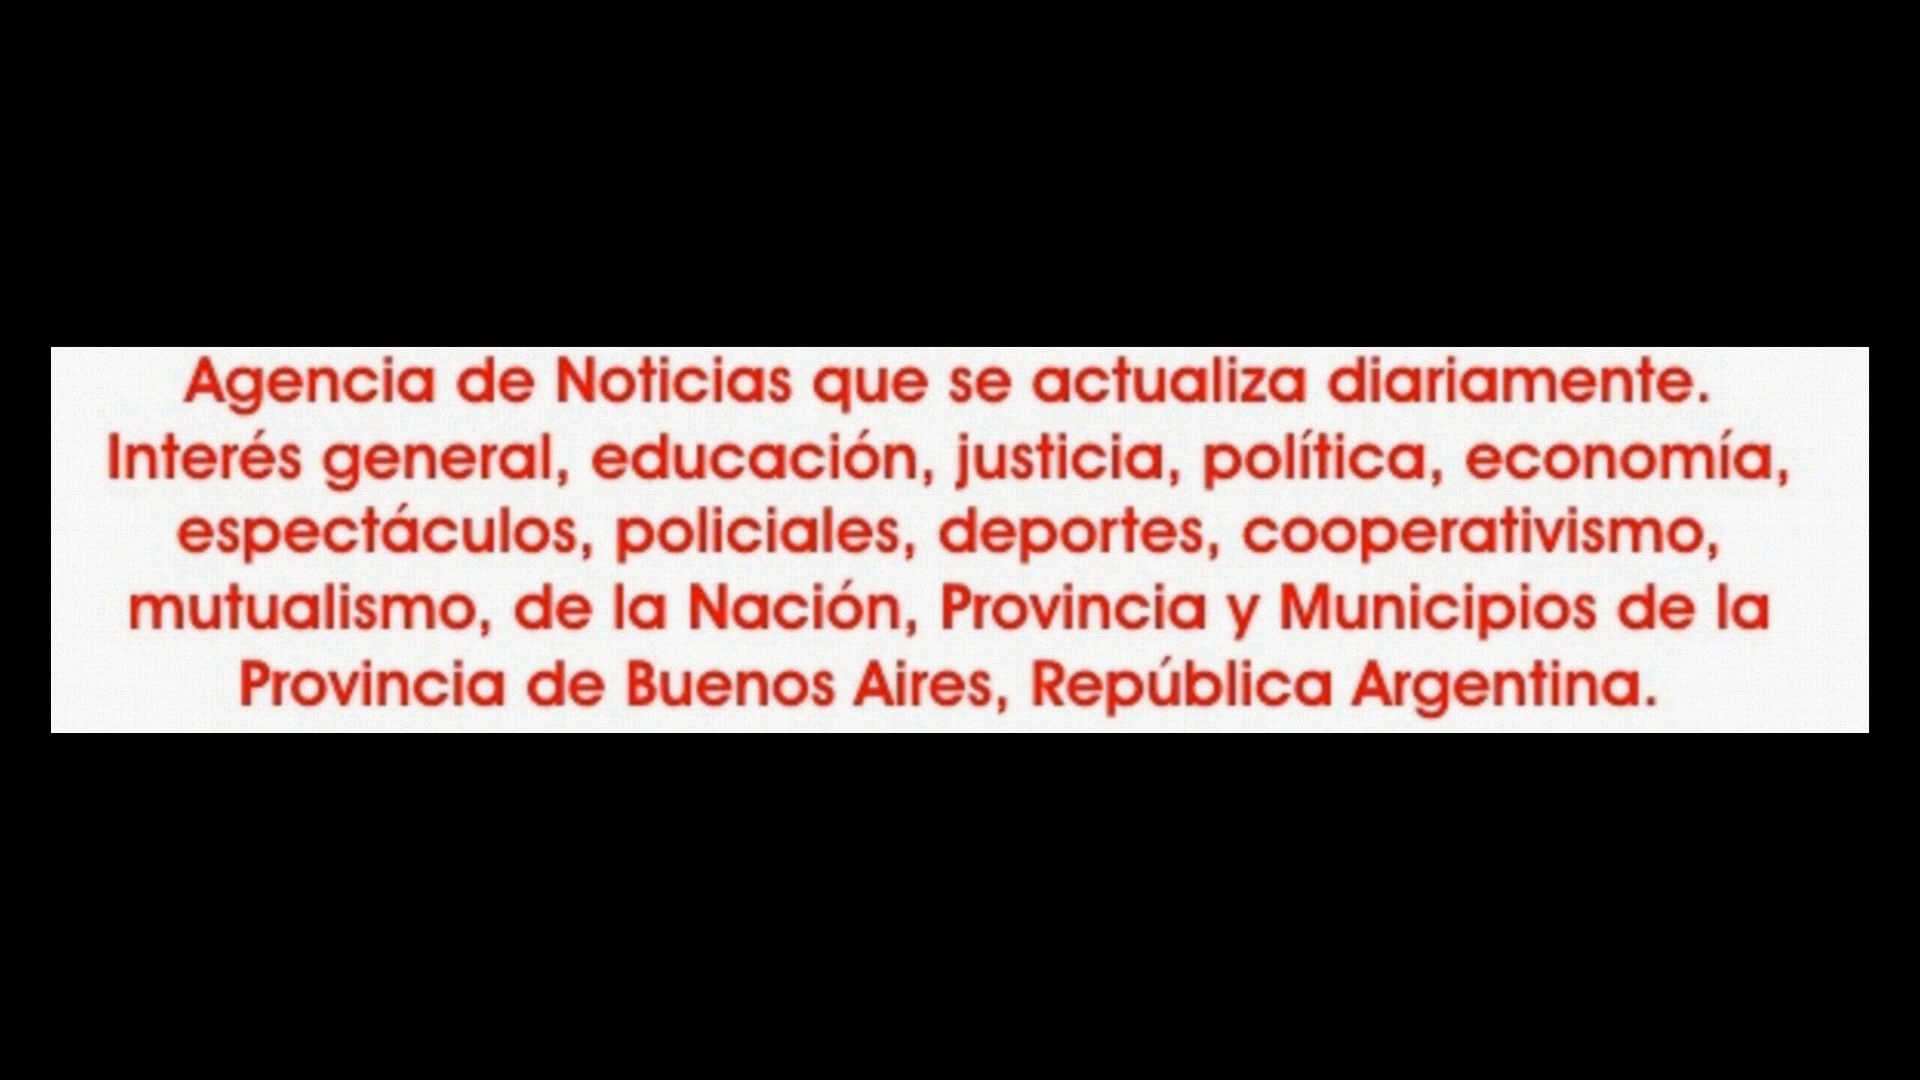 Agencia de Noticias que se actualiza diariamente.
Interés general, educación, justicia, política, economía,
espectáculos, policiales, deportes, cooperativismo,
mutualismo, de la Nación, Provincia y Municipios de la
Provincia de Buenos Aires, República Argentina.